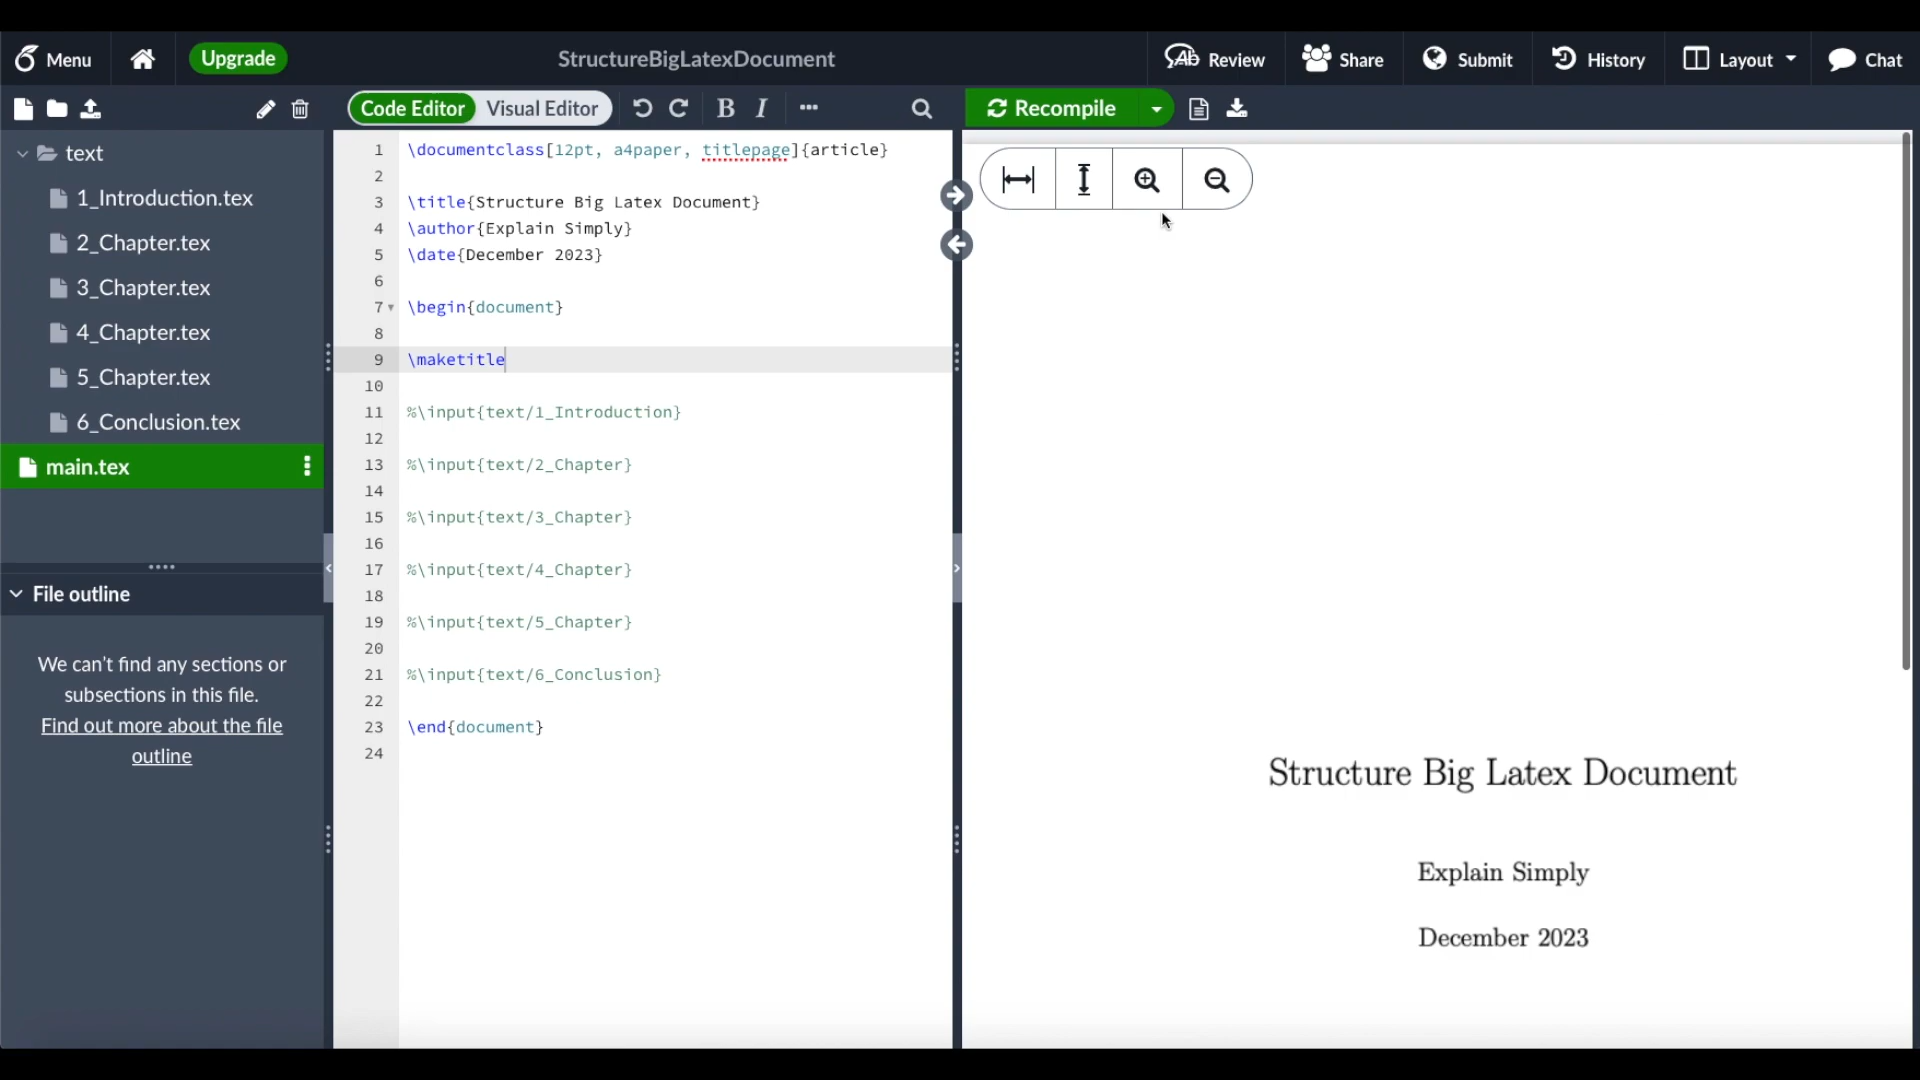 Menu
Upgrade
StructureBigLatexDocument
Review
Share
Submit
History
Layout
Chat
Code Editor
Visual Editor
B I
Recompile
text
1_Introduction.tex
2_Chapter.tex
3_Chapter.tex
4_Chapter.tex
5_Chapter.tex
6_Conclusion.tex
main.tex
File outline
We can't find any sections or
subsections in this file.
Find out more about the file
outline
1 \documentclass[12pt, a4paper, titlepage]{article}
2
3 \title{Structure Big Latex Document}
4 \author{Explain Simply}
5 \date{December 2023}
6
7 \begin{document}
8
9 \maketitle
10
11 %\input{text/1_Introduction}
12
13 %\input{text/2_Chapter}
14
15 %\input{text/3_Chapter}
16
17 %\input{text/4_Chapter}
18
19 %\input{text/5_Chapter}
20
21 %\input{text/6_Conclusion}
22
23 \end{document}
24
Structure Big Latex Document
Explain Simply
December 2023